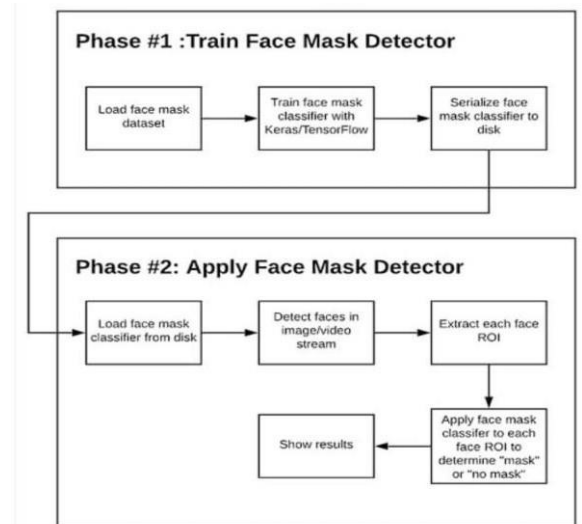 Phase #1 :Train Face Mask Detector
Load face mask
dataset
Train face mask
classifier with
Keras/TensorFlow
Serialize face
mask classifier to
disk
Phase #2: Apply Face Mask Detector
Load face mask
classifier from disk
Detect faces in
image/video
stream
Extract each face
ROI
Show results
Apply face mask
classifer to each
face ROI to
determine "mask"
or "no mask"